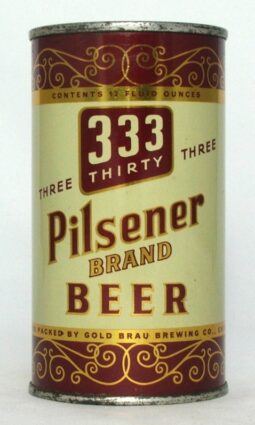 CONTENTS 12 FLUID OUNCES
333
THREE THIRTY THREE
Pilsener
BRAND
BEER
PACKED BY GOLD BRAU BREWING CO.,